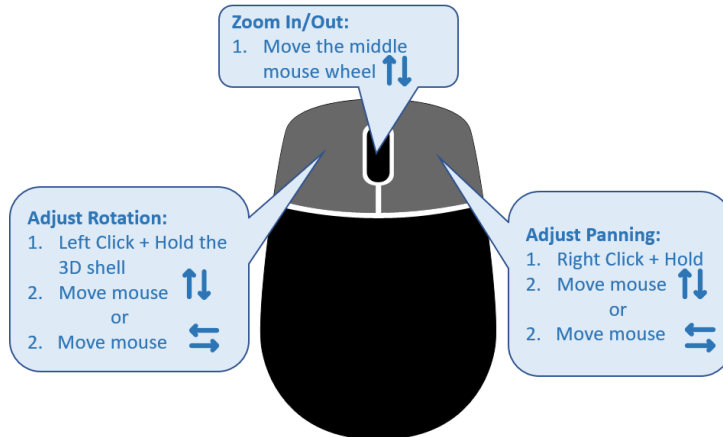 Zoom In/Out:
1. Move the middle
mouse wheel
Adjust Rotation:
1. Left Click + Hold the
3D shell
2. Move mouse
or
2. Move mouse
Adjust Panning:
1. Right Click + Hold
2. Move mouse
or
2. Move mouse